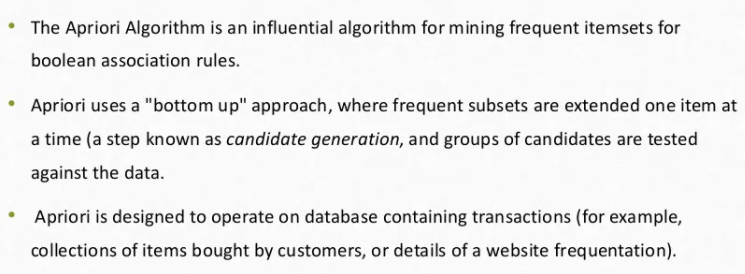 • The Apriori Algorithm is an influential algorithm for mining frequent itemsets for
boolean association rules.
• Apriori uses a "bottom up" approach, where frequent subsets are extended one item at
a time (a step known as candidate generation, and groups of candidates are tested
against the data.
• Apriori is designed to operate on database containing transactions (for example,
collections of items bought by customers, or details of a website frequentation).